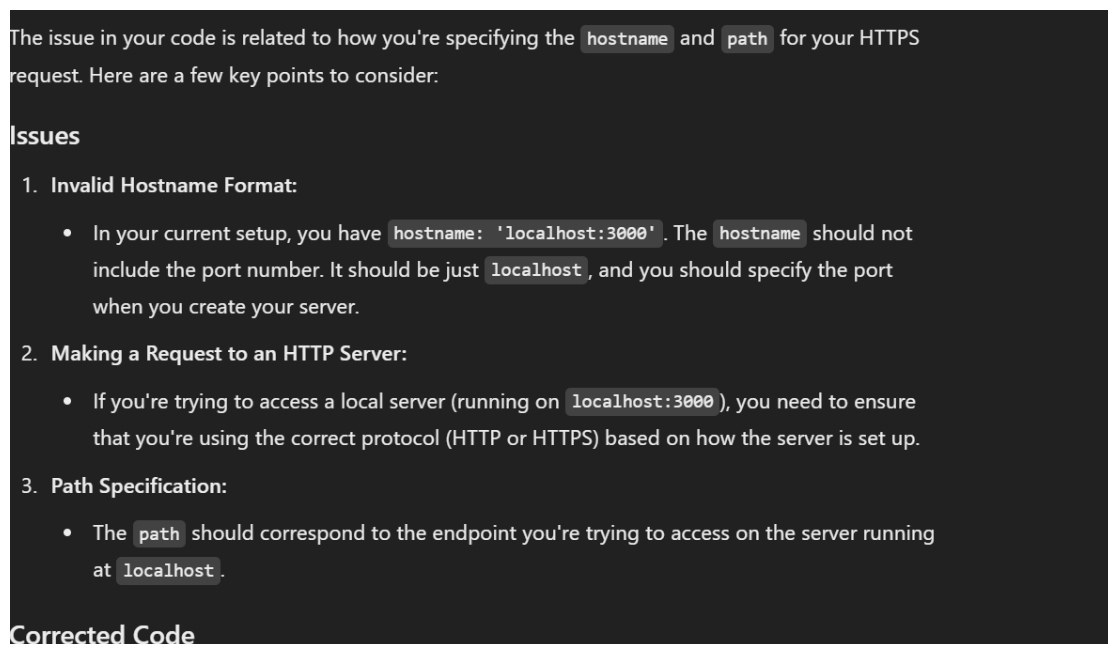 The issue in your code is related to how you're specifying the hostname and path for your HTTPS
request. Here are a few key points to consider:
Issues
1. Invalid Hostname Format:
• In your current setup, you have hostname: 'localhost:3000'. The hostname should not
include the port number. It should be just localhost, and you should specify the port
when you create your server.
2. Making a Request to an HTTP Server:
• If you're trying to access a local server (running on localhost:3000), you need to ensure
that you're using the correct protocol (HTTP or HTTPS) based on how the server is set up.
3. Path Specification:
• The path should correspond to the endpoint you're trying to access on the server running
at localhost.
Corrected Code